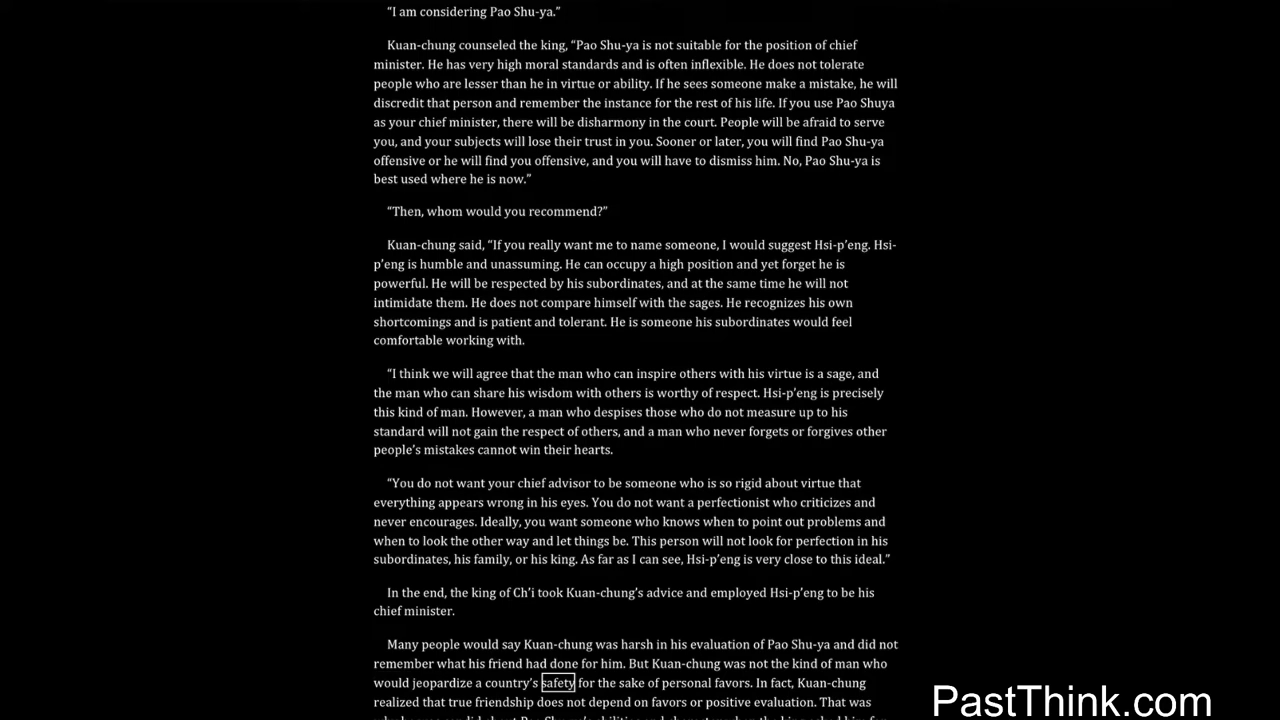 “I am considering Pao Shu-ya.”
Kuan-chung counseled the king, “Pao Shu-ya is not suitable for the position of chief
minister. He has very high moral standards and is often inflexible. He does not tolerate
people who are lesser than he in virtue or ability. If he sees someone make a mistake, he will
discredit that person and remember the instance for the rest of his life. If you use Pao Shuya
as your chief minister, there will be disharmony in the court. People will be afraid to serve
you, and your subjects will lose their trust in you. Sooner or later, you will find Pao Shu-ya
offensive or he will find you offensive, and you will have to dismiss him. No, Pao Shu-ya is
best used where he is now.”
“Then, whom would you recommend?”
Kuan-chung said, “If you really want me to name someone, I would suggest Hsi-p’eng. Hsi-
p’eng is humble and unassuming. He can occupy a high position and yet forget he is
powerful. He will be respected by his subordinates, and at the same time he will not
intimidate them. He does not compare himself with the sages. He recognizes his own
shortcomings and is patient and tolerant. He is someone his subordinates would feel
comfortable working with.
“I think we will agree that the man who can inspire others with his virtue is a sage, and
the man who can share his wisdom with others is worthy of respect. Hsi-p’eng is precisely
this kind of man. However, a man who despises those who do not measure up to his
standard will not gain the respect of others, and a man who never forgets or forgives other
people’s mistakes cannot win their hearts.
“You do not want your chief advisor to be someone who is so rigid about virtue that
everything appears wrong in his eyes. You do not want a perfectionist who criticizes and
never encourages. Ideally, you want someone who knows when to point out problems and
when to look the other way and let things be. This person will not look for perfection in his
subordinates, his family, or his king. As far as I can see, Hsi-p’eng is very close to this ideal.”
In the end, the king of Ch’i took Kuan-chung’s advice and employed Hsi-p’eng to be his
chief minister.
Many people would say Kuan-chung was harsh in his evaluation of Pao Shu-ya and did not
remember what his friend had done for him. But Kuan-chung was not the kind of man who
would jeopardize a country’s safety for the sake of personal favors. In fact, Kuan-chung
realized that true friendship does not depend on favors or positive evaluation. That was
PastThink.com